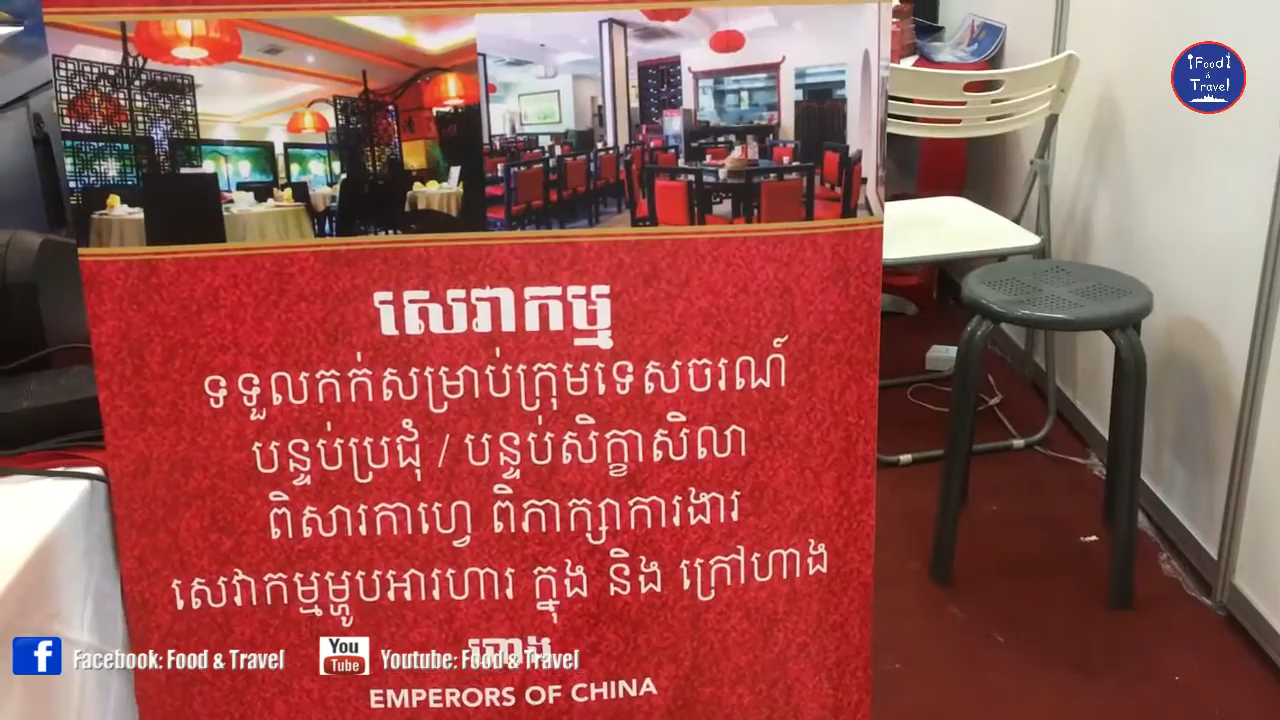 Food
&
Travel
សេវាកម្ម
ទទួលកក់សម្រាប់ក្រុមទេសចរណ៍
បន្ទប់ប្រជុំ / បន្ទប់សិក្ខាសិលា
ពិសារកាហ្វេ ពិភាក្សាការងារ
សេវាកម្មម្ហូបអារហារ ក្នុង និង ក្រៅហាង
ហាង
Facebook: Food & Travel
You Tube
Youtube: Food & Travel
EMPERORS OF CHINA